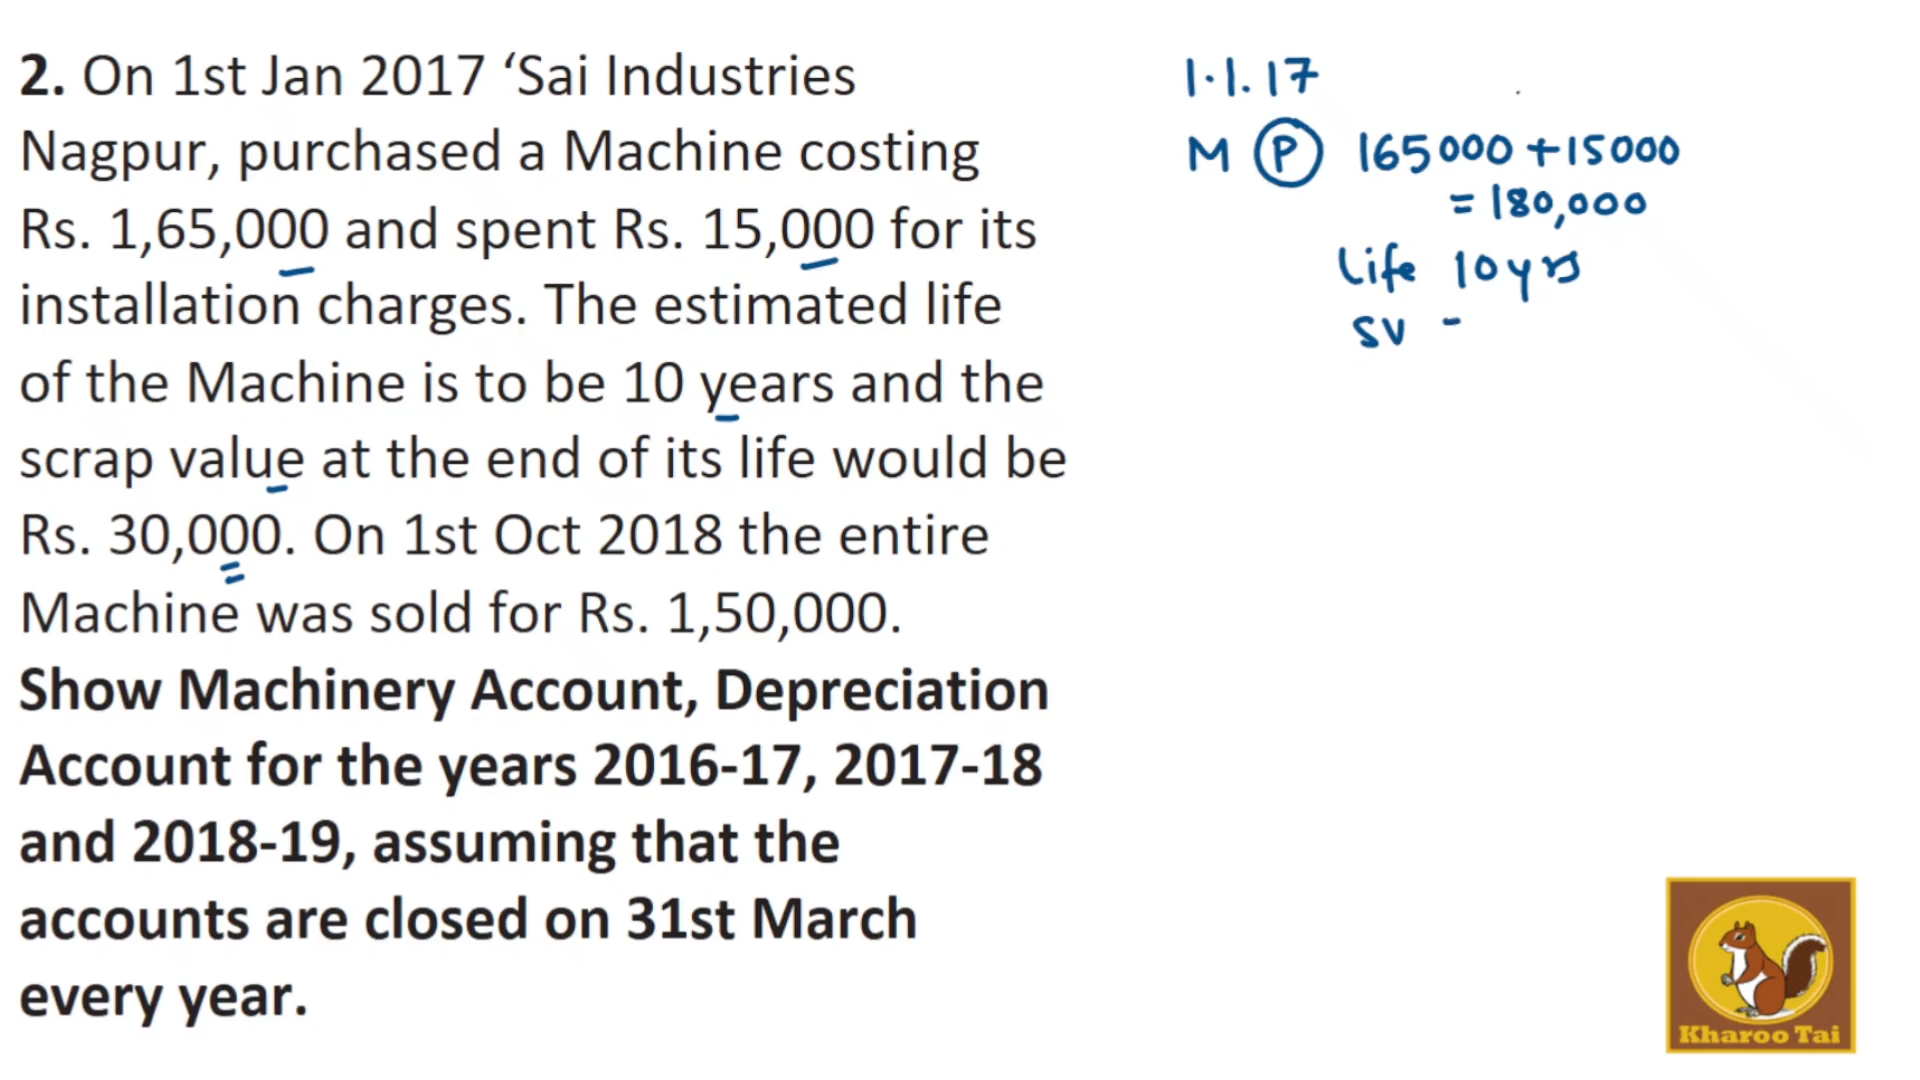 2. On 1st Jan 2017 ‘Sai Industries
Nagpur, purchased a Machine costing
Rs. 1,65,000 and spent Rs. 15,000 for its
installation charges. The estimated life
of the Machine is to be 10 years and the
scrap value at the end of its life would be
Rs. 30,000. On 1st Oct 2018 the entire
Machine was sold for Rs. 1,50,000.
Show Machinery Account, Depreciation
Account for the years 2016-17, 2017-18
and 2018-19, assuming that the
accounts are closed on 31st March
every year.
1.1.17
M P 165000 + 15000
= 180,000
Life 10 yrs
SV -
Kharoo Tai